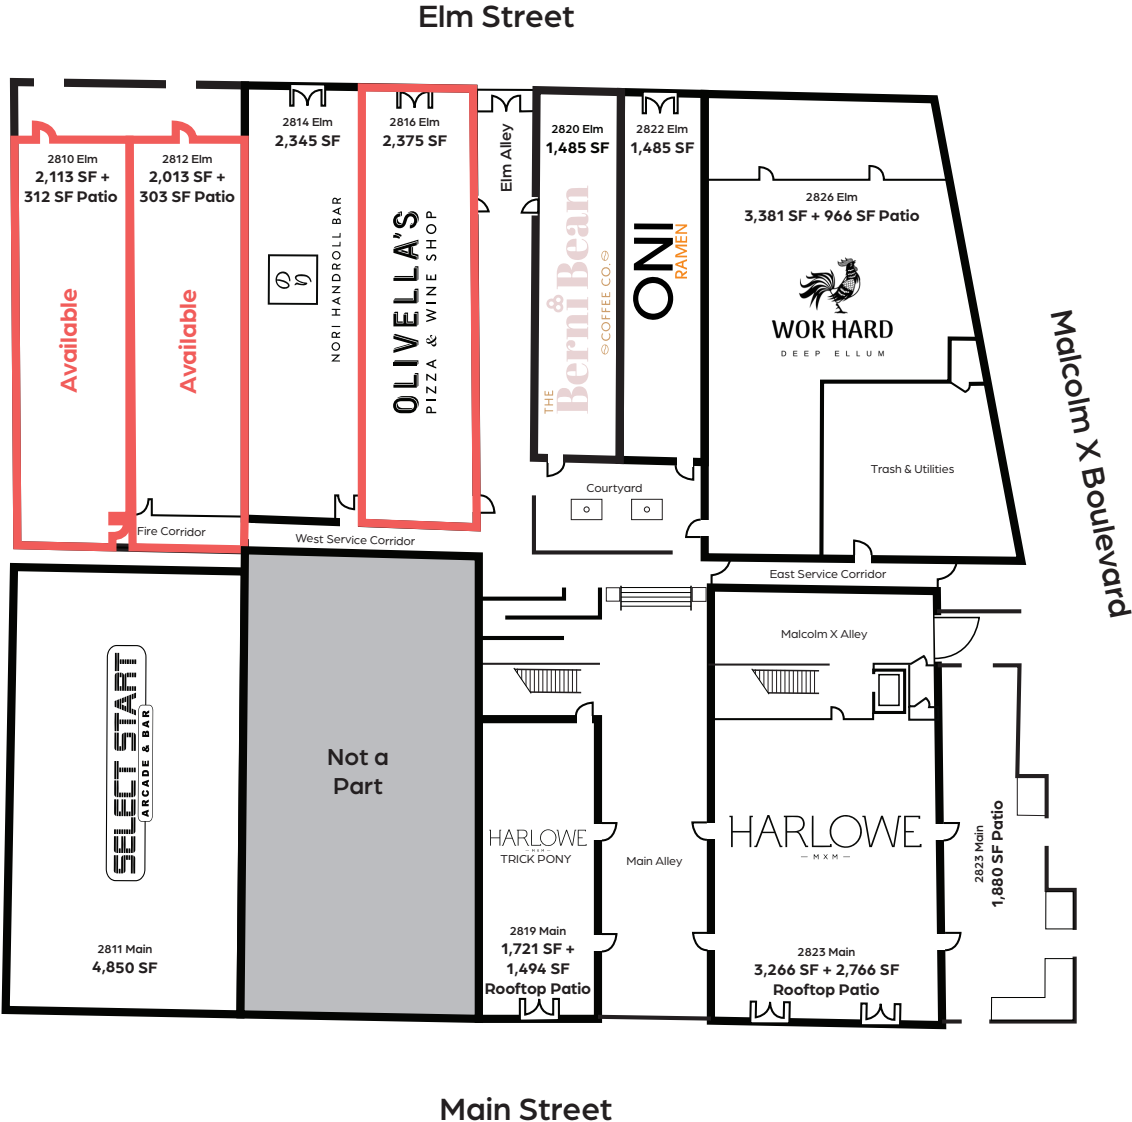 Elm Street
2810 Elm
2,113 SF +
312 SF Patio
Available
2812 Elm
2,013 SF +
303 SF Patio
Available
2814 Elm
2,345 SF
NORI HANDROLL BAR
2816 Elm
2,375 SF
OLIVELLA'S
PIZZA & WINE SHOP
Elm Alley
2820 Elm
1,485 SF
THE
Berni Bean
COFFEE CO.
2822 Elm
1,485 SF
ONI
RAMEN
2826 Elm
3,381 SF + 966 SF Patio
WOK HARD
DEEP ELLUM
Trash & Utilities
Malcolm X Boulevard
Courtyard
Fire Corridor
West Service Corridor
East Service Corridor
Malcolm X Alley
SELECT START
ARCADE & BAR
2811 Main
4,850 SF
Not a
Part
HARLOWE
MXM
TRICK PONY
2819 Main
1,721 SF +
1,494 SF
Rooftop Patio
Main Alley
HARLOWE
— MXM —
2823 Main
3,266 SF + 2,766 SF
Rooftop Patio
2823 Main
1,880 SF Patio
Main Street